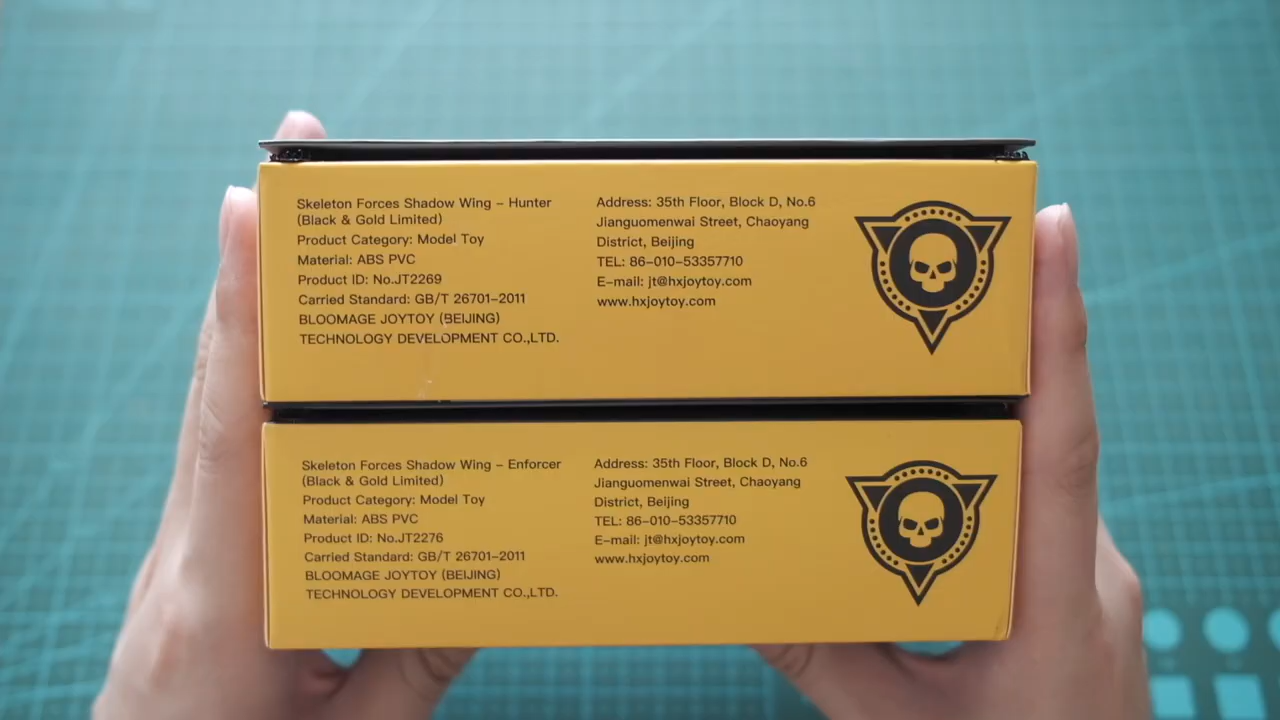 Skeleton Forces Shadow Wing – Hunter
(Black & Gold Limited)
Product Category: Model Toy
Material: ABS PVC
Product ID: No.JT2269
Carried Standard: GB/T 26701-2011
BLOOMAGE JOYTOY (BEIJING)
TECHNOLOGY DEVELOPMENT CO.,LTD.
Address: 35th Floor, Block D, No.6
Jianguomenwai Street, Chaoyang
District, Beijing
TEL: 86-010-53357710
E-mail: jt@hxjoytoy.com
www.hxjoytoy.com
Skeleton Forces Shadow Wing – Enforcer
(Black & Gold Limited)
Product Category: Model Toy
Material: ABS PVC
Product ID: No.JT2276
Carried Standard: GB/T 26701-2011
BLOOMAGE JOYTOY (BEIJING)
TECHNOLOGY DEVELOPMENT CO.,LTD.
Address: 35th Floor, Block D, No.6
Jianguomenwai Street, Chaoyang
District, Beijing
TEL: 86-010-53357710
E-mail: jt@hxjoytoy.com
www.hxjoytoy.com